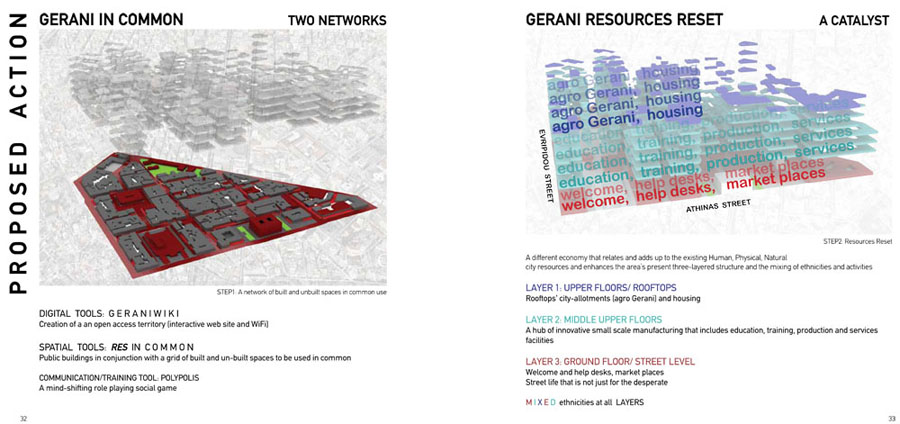 PROPOSED ACTION
GERANI IN COMMON
TWO NETWORKS
STEP1. A network of built and unbuilt spaces in common use
DIGITAL TOOLS: GERANIWIKI
Creation of a an open access territory (interactive web site and WiFi)
SPATIAL TOOLS: RES IN COMMON
Public buildings in conjunction with a grid of built and un-built spaces to be used in common
COMMUNICATION/TRAINING TOOL: POLYPOLIS
A mind-shifting role playing social game
32
GERANI RESOURCES RESET
A CATALYST
agro Gerani, housing
agro Gerani, housing
agro Gerani, housing
agro Gerani, housing
education, training, production, services
education, training, production, services
education, training, production, services
education, training, production, services
welcome, help desks, market places
welcome, help desks, market places
EVRIPIDOU STREET
ATHINAS STREET
STEP2. Resources Reset
A different economy that relates and adds up to the existing Human, Physical, Natural
city resources and enhances the area's present three-layered structure and the mixing of ethnicities and activities
LAYER 1: UPPER FLOORS/ ROOFTOPS
Rooftops' city-allotments (agro Gerani) and housing
LAYER 2: MIDDLE UPPER FLOORS
A hub of innovative small scale manufacturing that includes education, training, production and services
facilities
LAYER 3: GROUND FLOOR/ STREET LEVEL
Welcome and help desks, market places
Street life that is not just for the desperate
MIXED ethnicities at all LAYERS
33